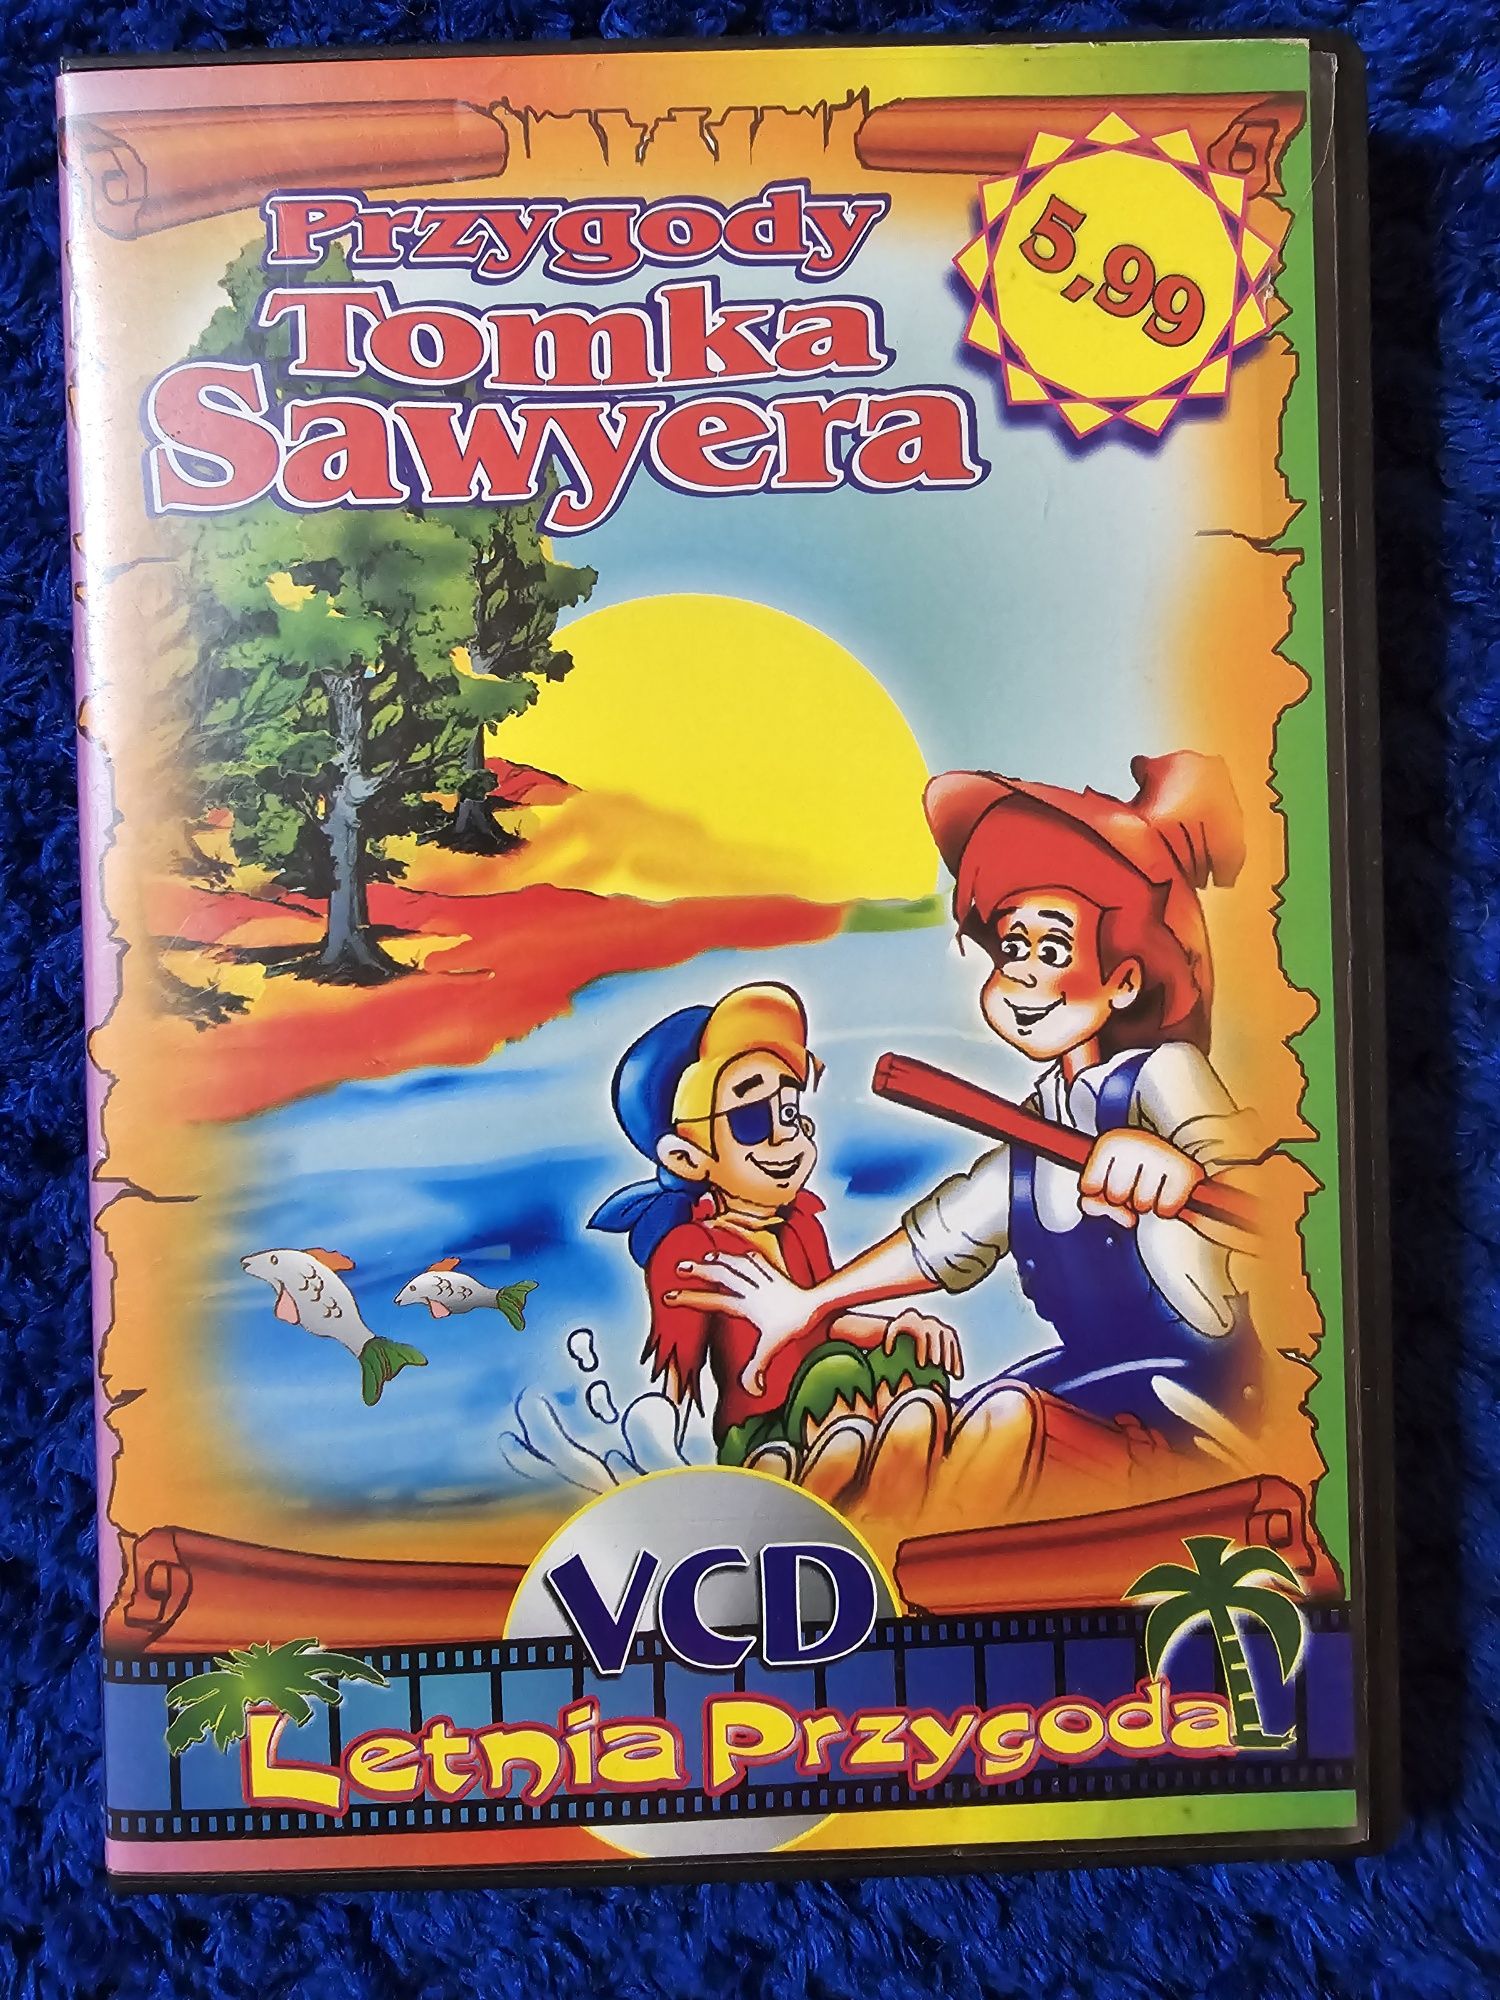 Przygody
Tomka
Sawyera
5,99
VCD
Letnia Przygoda